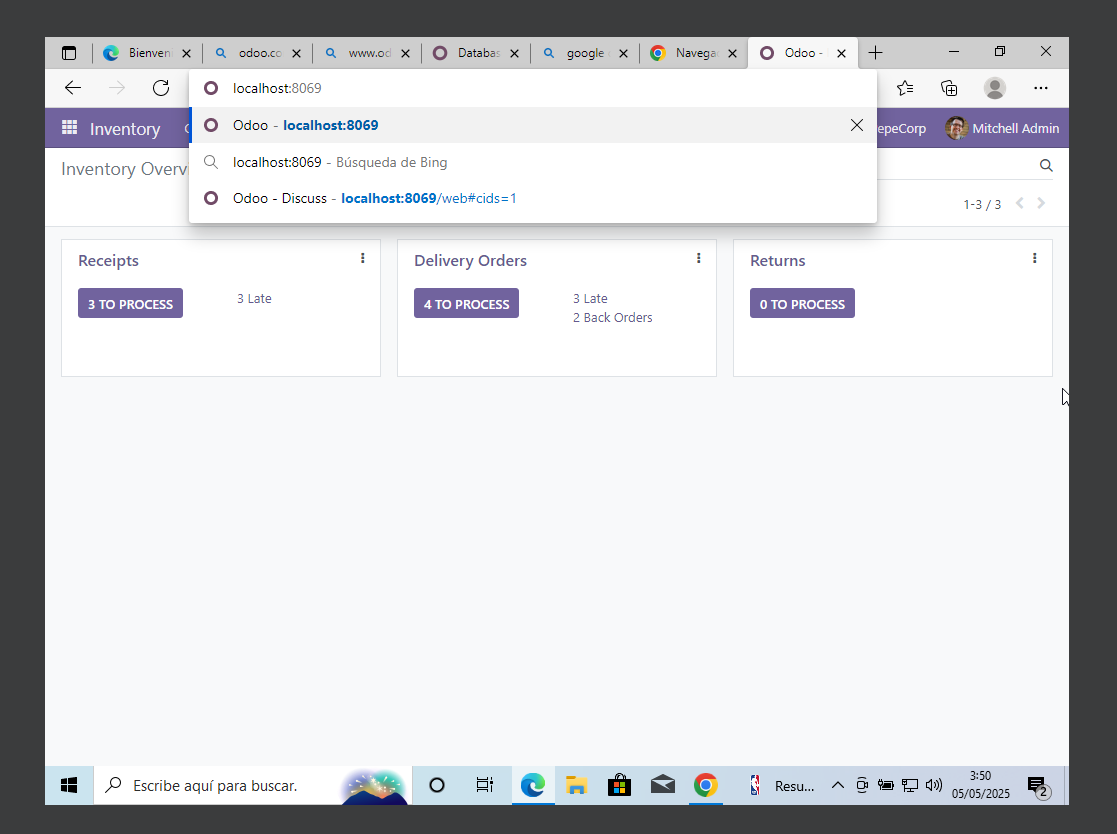 Bienveni
odoo.co
www.od
Databas
google
Navegac
Odoo -
localhost:8069
Odoo - localhost:8069
localhost:8069 - Búsqueda de Bing
Odoo - Discuss - localhost:8069/web#cids=1
Inventory
epeCorp
Mitchell Admin
Inventory Overv
1-3 / 3
Receipts
3 TO PROCESS
3 Late
Delivery Orders
4 TO PROCESS
3 Late
2 Back Orders
Returns
0 TO PROCESS
Escribe aquí para buscar.
Resu...
3:50
05/05/2025
2